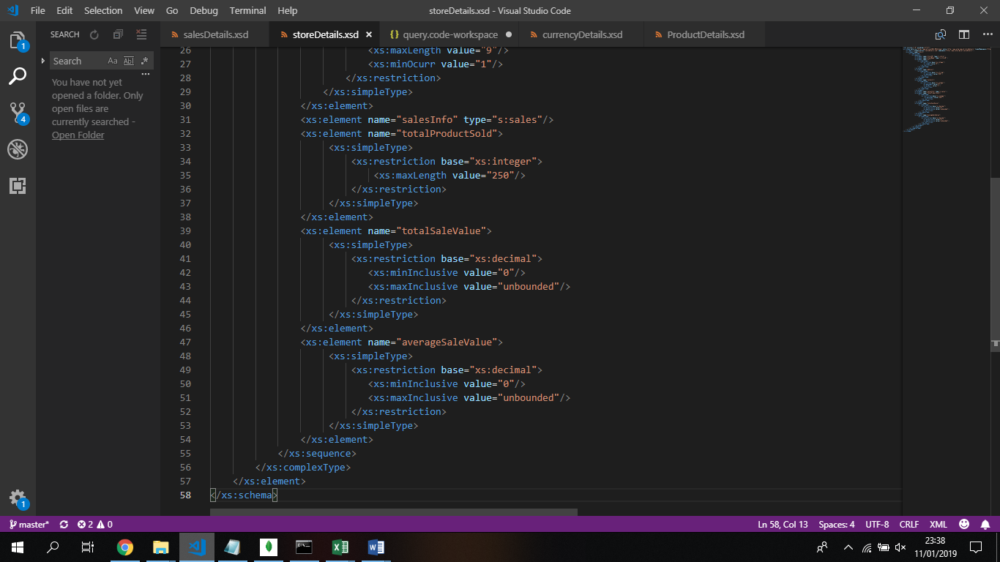 File Edit Selection View Go Debug Terminal Help storeDetails.xsd - Visual Studio Code
SEARCH
salesDetails.xsd storeDetails.xsd × {} query.code-workspace ● currencyDetails.xsd ProductDetails.xsd
1
Search Aa Abl .*
...
You have not yet
opened a folder. Only
open files are
currently searched -
Open Folder
4
26 <xs:maxLength value="9"/>
27 <xs:minOcurr value="1"/>
28 </xs:restriction>
29 </xs:simpleType>
30 </xs:element>
31 <xs:element name="salesInfo" type="s:sales"/>
32 <xs:element name="totalProductSold">
33 <xs:simpleType>
34 <xs:restriction base="xs:integer">
35 <xs:maxLength value="250"/>
36 </xs:restriction>
37 </xs:simpleType>
38 </xs:element>
39 <xs:element name="totalSaleValue">
40 <xs:simpleType>
41 <xs:restriction base="xs:decimal">
42 <xs:minInclusive value="0"/>
43 <xs:maxInclusive value="unbounded"/>
44 </xs:restriction>
45 </xs:simpleType>
46 </xs:element>
47 <xs:element name="averageSaleValue">
48 <xs:simpleType>
49 <xs:restriction base="xs:decimal">
50 <xs:minInclusive value="0"/>
51 <xs:maxInclusive value="unbounded"/>
52 </xs:restriction>
53 </xs:simpleType>
54 </xs:element>
55 </xs:sequence>
56 </xs:complexType>
57 </xs:element>
58 </xs:schema>
1
master* 2 0 Ln 58, Col 13 Spaces: 4 UTF-8 CRLF XML
23:38
11/01/2019